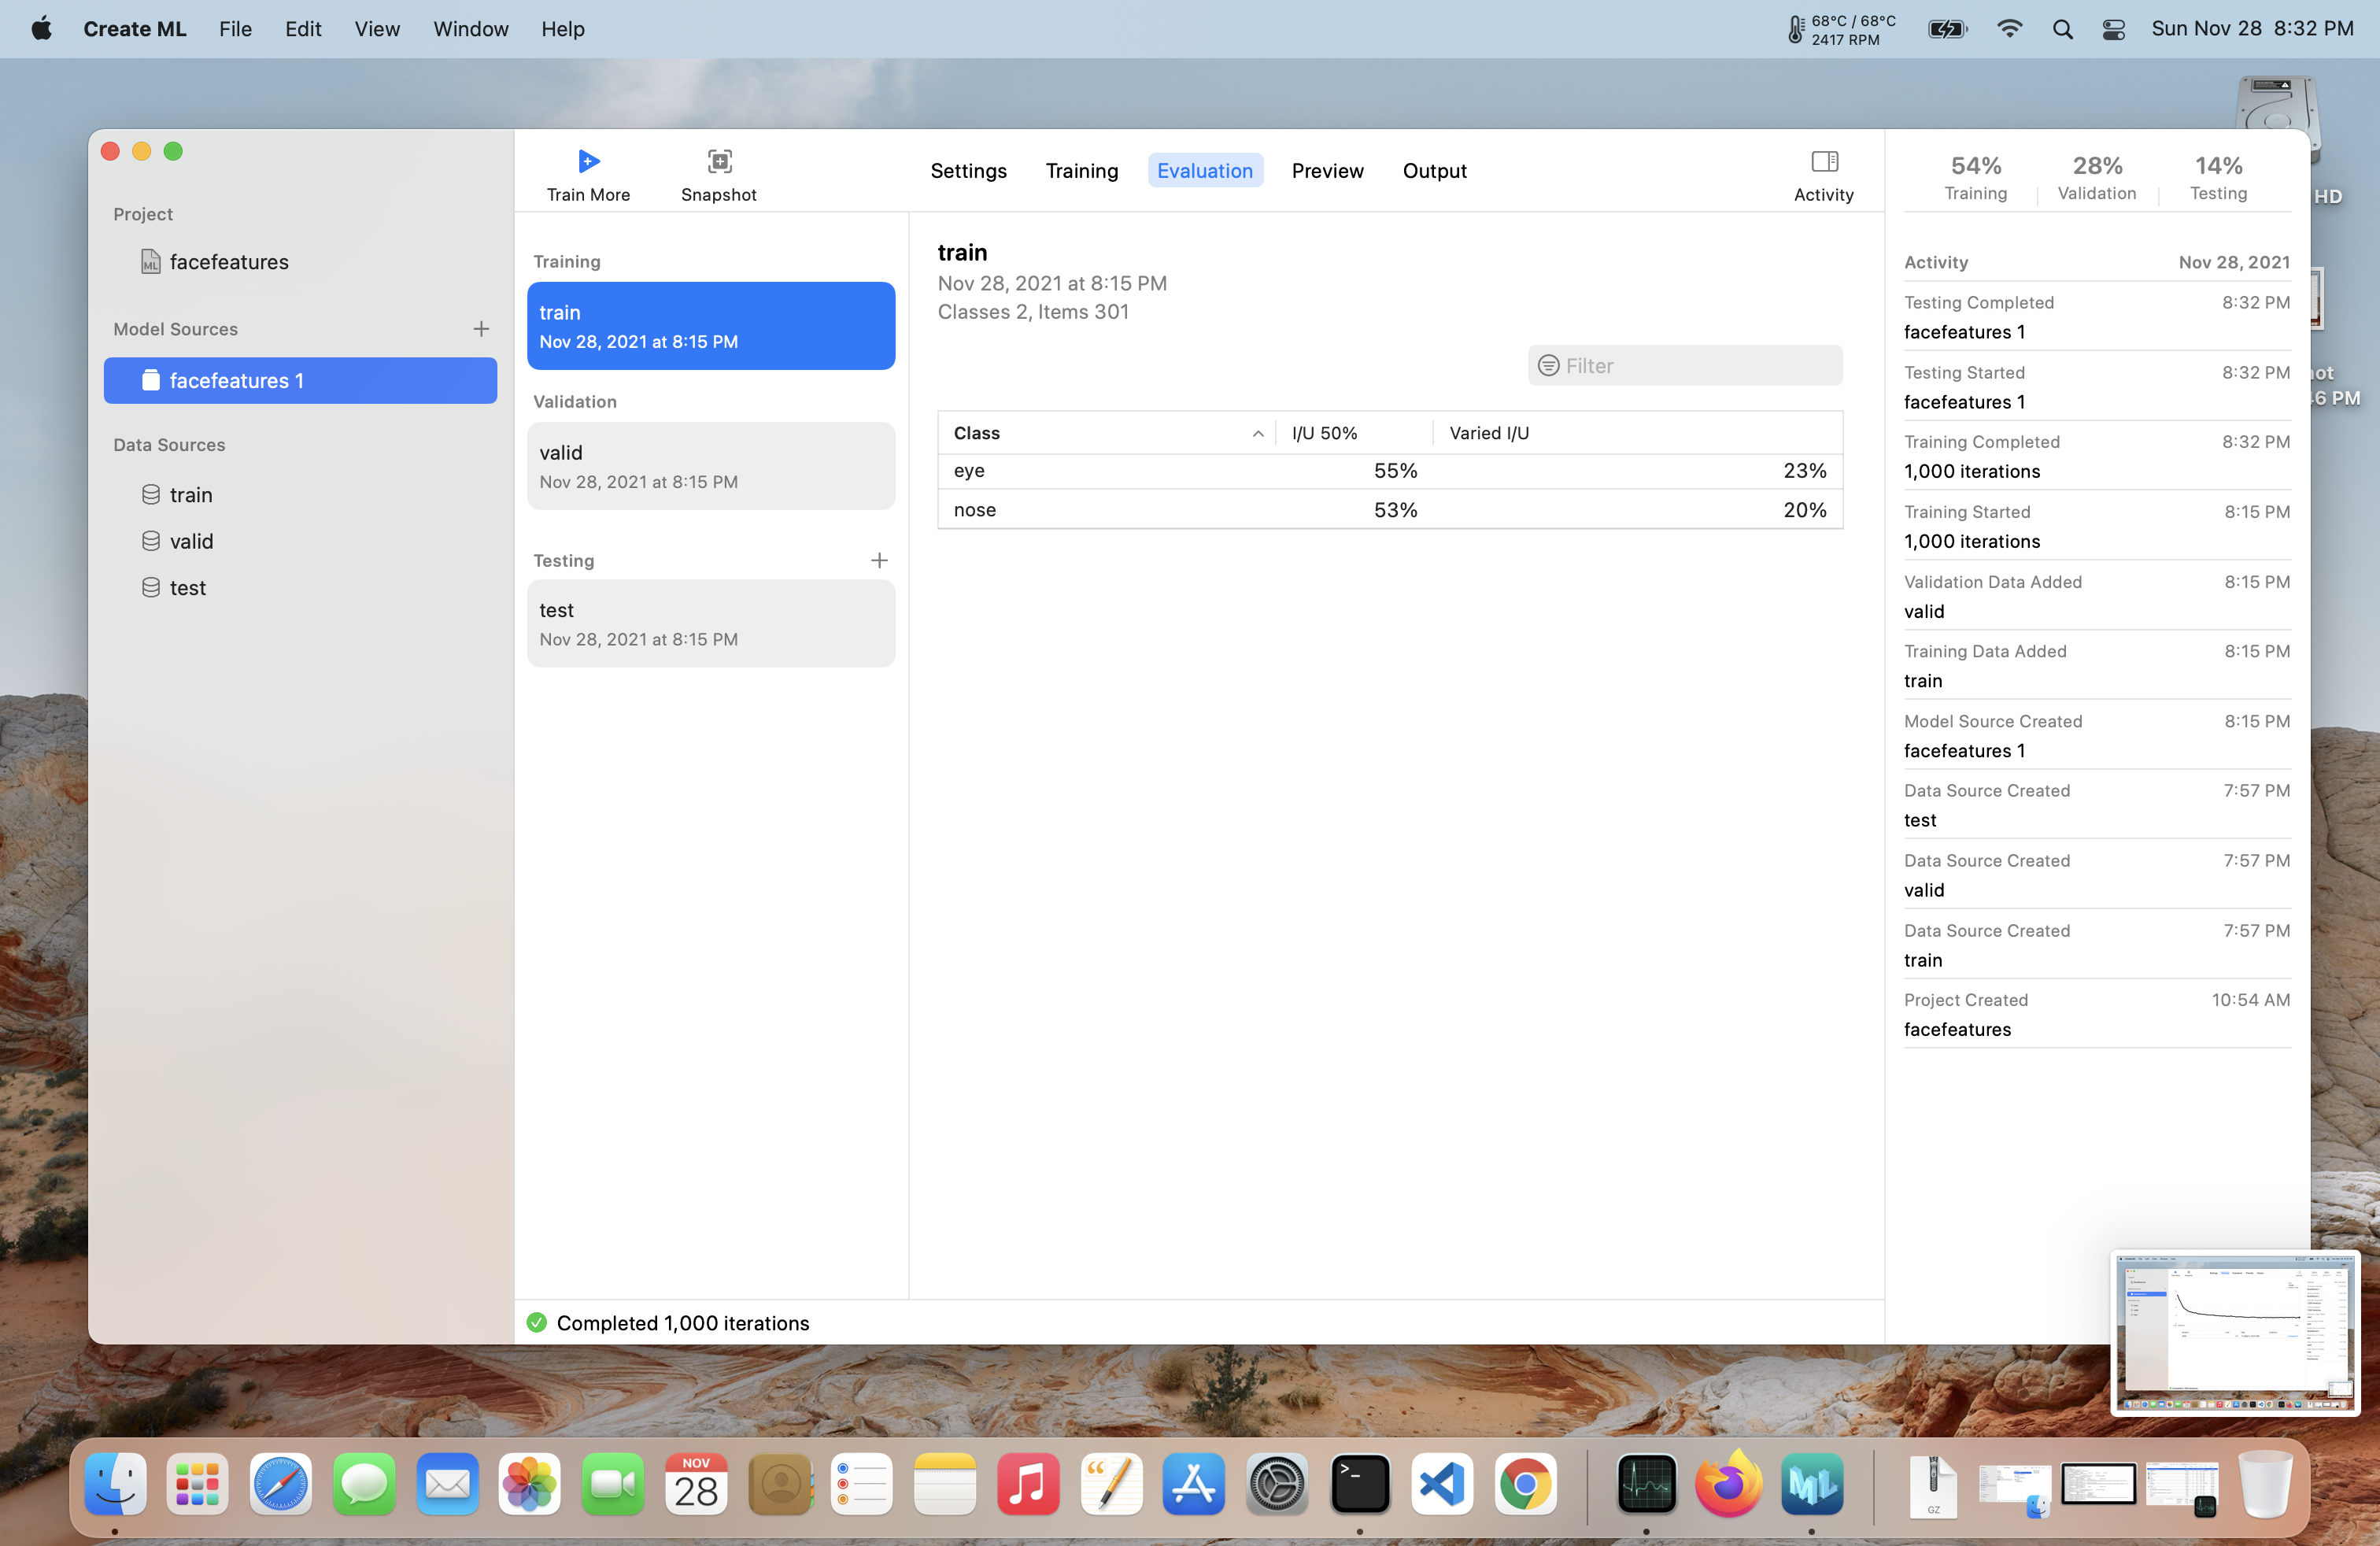 Create ML File Edit View Window Help
68°C / 68°C
2417 RPM
Sun Nov 28 8:32 PM
HD
6 PM
Project
facefeatures
Model Sources
facefeatures 1
Data Sources
train
valid
test
Train More
Snapshot
Settings Training Evaluation Preview Output
Activity
Training
train
Nov 28, 2021 at 8:15 PM
Validation
valid
Nov 28, 2021 at 8:15 PM
Testing
test
Nov 28, 2021 at 8:15 PM
train
Nov 28, 2021 at 8:15 PM
Classes 2, Items 301
Filter
Class I/U 50% Varied I/U
eye 55% 23%
nose 53% 20%
Completed 1,000 iterations
54% 28% 14%
Training Validation Testing
Activity Nov 28, 2021
Testing Completed 8:32 PM
facefeatures 1
Testing Started 8:32 PM
facefeatures 1
Training Completed 8:32 PM
1,000 iterations
Training Started 8:15 PM
1,000 iterations
Validation Data Added 8:15 PM
valid
Training Data Added 8:15 PM
train
Model Source Created 8:15 PM
facefeatures 1
Data Source Created 7:57 PM
test
Data Source Created 7:57 PM
valid
Data Source Created 7:57 PM
train
Project Created 10:54 AM
facefeatures
NOV
28
ML
GZ